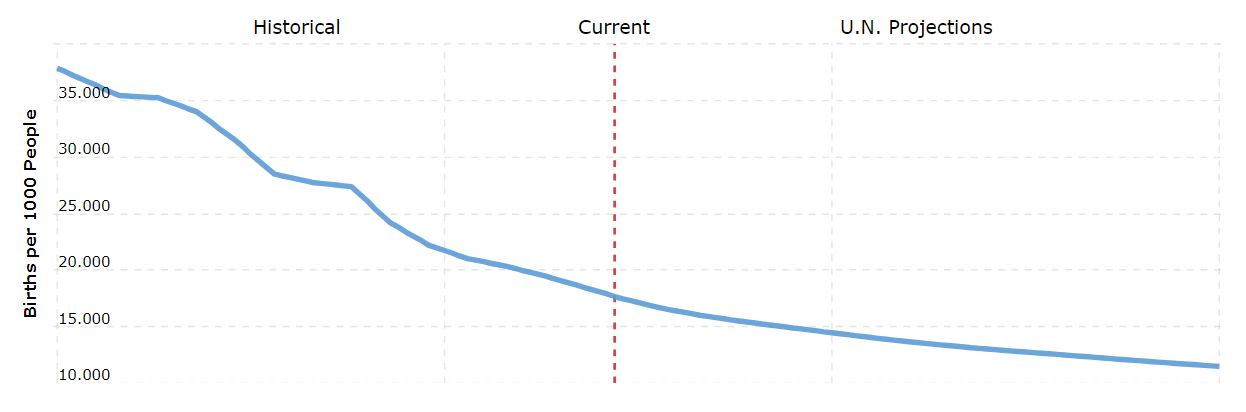 Historical
Current
U.N. Projections
Births per 1000 People
35.000
30.000
25.000
20.000
15.000
10.000